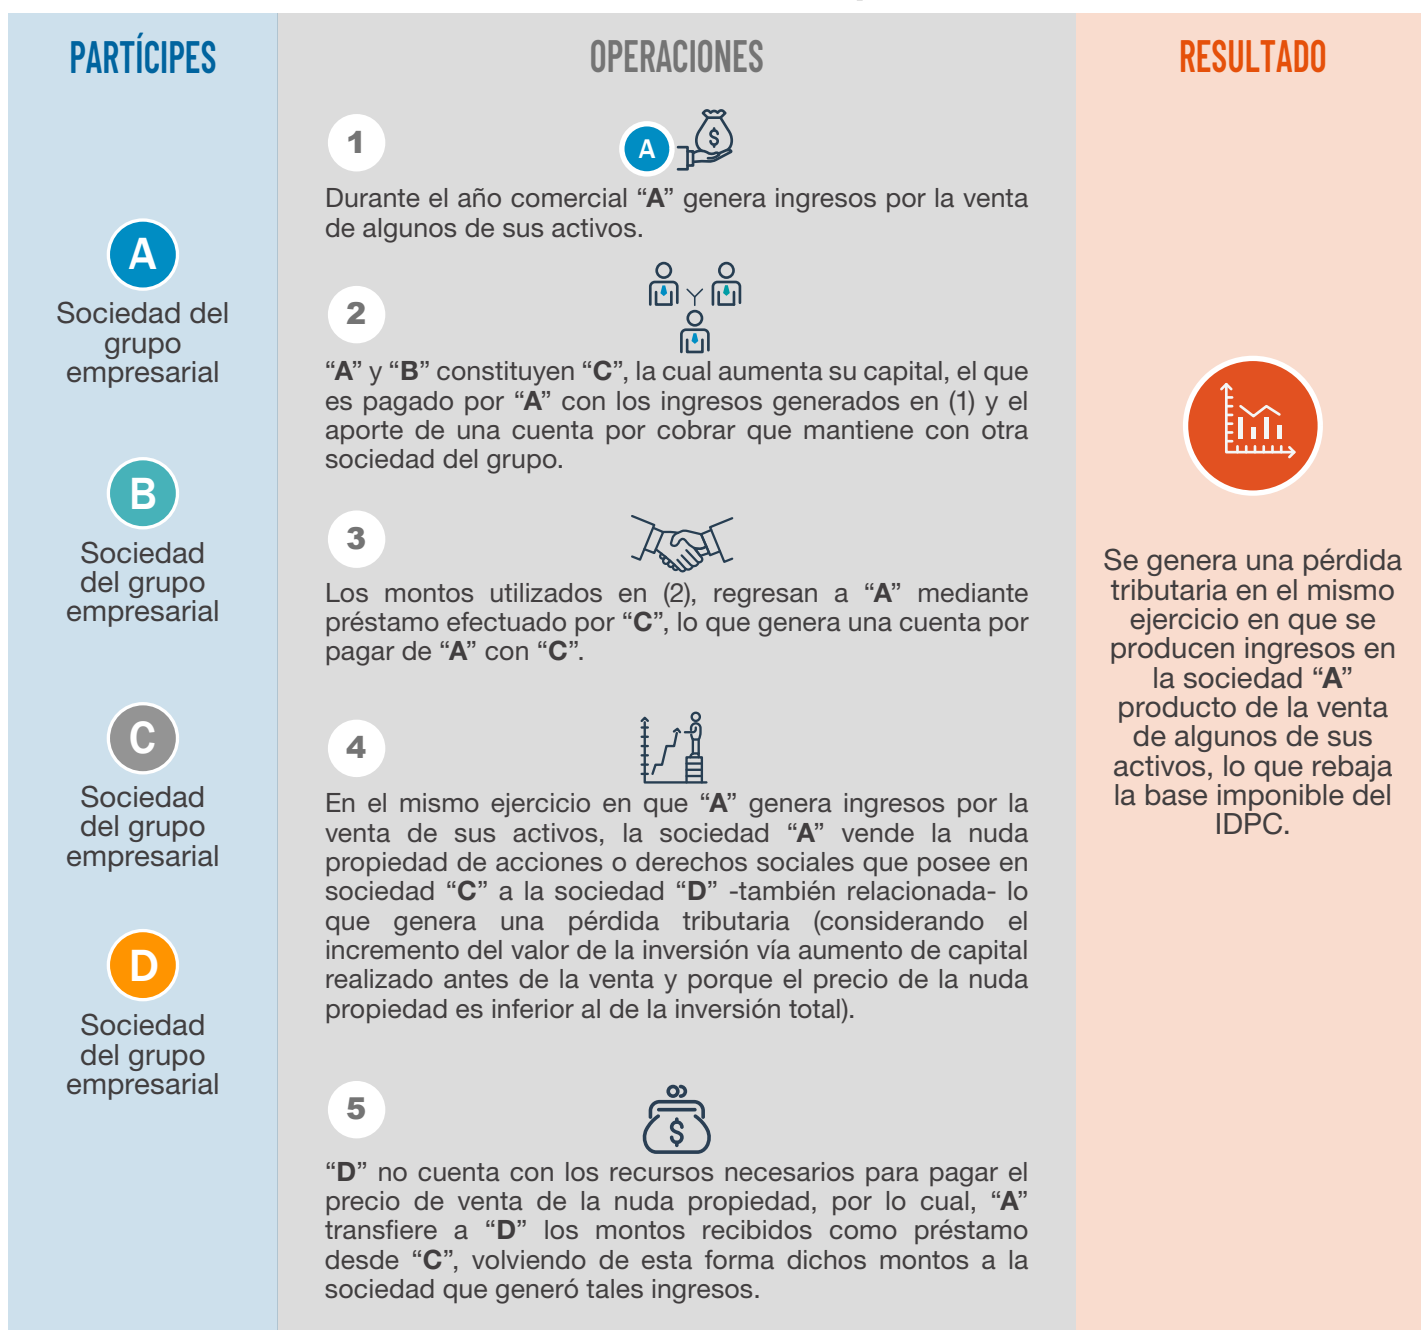 PARTÍCIPES
A
Sociedad del
grupo
empresarial
B
Sociedad
del grupo
empresarial
C
Sociedad
del grupo
empresarial
D
Sociedad
del grupo
empresarial
OPERACIONES
1
A
$
Durante el año comercial “A” genera ingresos por la venta
de algunos de sus activos.
2
“A” y “B” constituyen “C”, la cual aumenta su capital, el que
es pagado por “A” con los ingresos generados en (1) y el
aporte de una cuenta por cobrar que mantiene con otra
sociedad del grupo.
3
Los montos utilizados en (2), regresan a “A” mediante
préstamo efectuado por “C”, lo que genera una cuenta por
pagar de “A” con “C”.
4
En el mismo ejercicio en que “A” genera ingresos por la
venta de sus activos, la sociedad “A” vende la nuda
propiedad de acciones o derechos sociales que posee en
sociedad “C” a la sociedad “D” -también relacionada- lo
que genera una pérdida tributaria (considerando el
incremento del valor de la inversión vía aumento de capital
realizado antes de la venta y porque el precio de la nuda
propiedad es inferior al de la inversión total).
5
$
“D” no cuenta con los recursos necesarios para pagar el
precio de venta de la nuda propiedad, por lo cual, “A”
transfiere a “D” los montos recibidos como préstamo
desde “C”, volviendo de esta forma dichos montos a la
sociedad que generó tales ingresos.
RESULTADO
Se genera una pérdida
tributaria en el mismo
ejercicio en que se
producen ingresos en
la sociedad “A”
producto de la venta
de algunos de sus
activos, lo que rebaja
la base imponible del
IDPC.